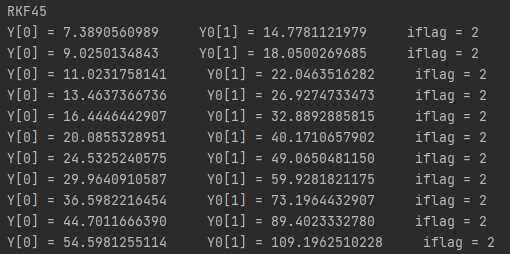 RKF45
Y[0] = 7.3890560989    Y0[1] = 14.7781121979    iflag = 2
Y[0] = 9.0250134843    Y0[1] = 18.0500269685    iflag = 2
Y[0] = 11.0231758141    Y0[1] = 22.0463516282    iflag = 2
Y[0] = 13.4637366736    Y0[1] = 26.9274733473    iflag = 2
Y[0] = 16.4446442907    Y0[1] = 32.8892885815    iflag = 2
Y[0] = 20.0855328951    Y0[1] = 40.1710657902    iflag = 2
Y[0] = 24.5325240575    Y0[1] = 49.0650481150    iflag = 2
Y[0] = 29.9640910587    Y0[1] = 59.9281821175    iflag = 2
Y[0] = 36.5982216454    Y0[1] = 73.1964432907    iflag = 2
Y[0] = 44.7011666390    Y0[1] = 89.4023332780    iflag = 2
Y[0] = 54.5981255114    Y0[1] = 109.1962510228    iflag = 2